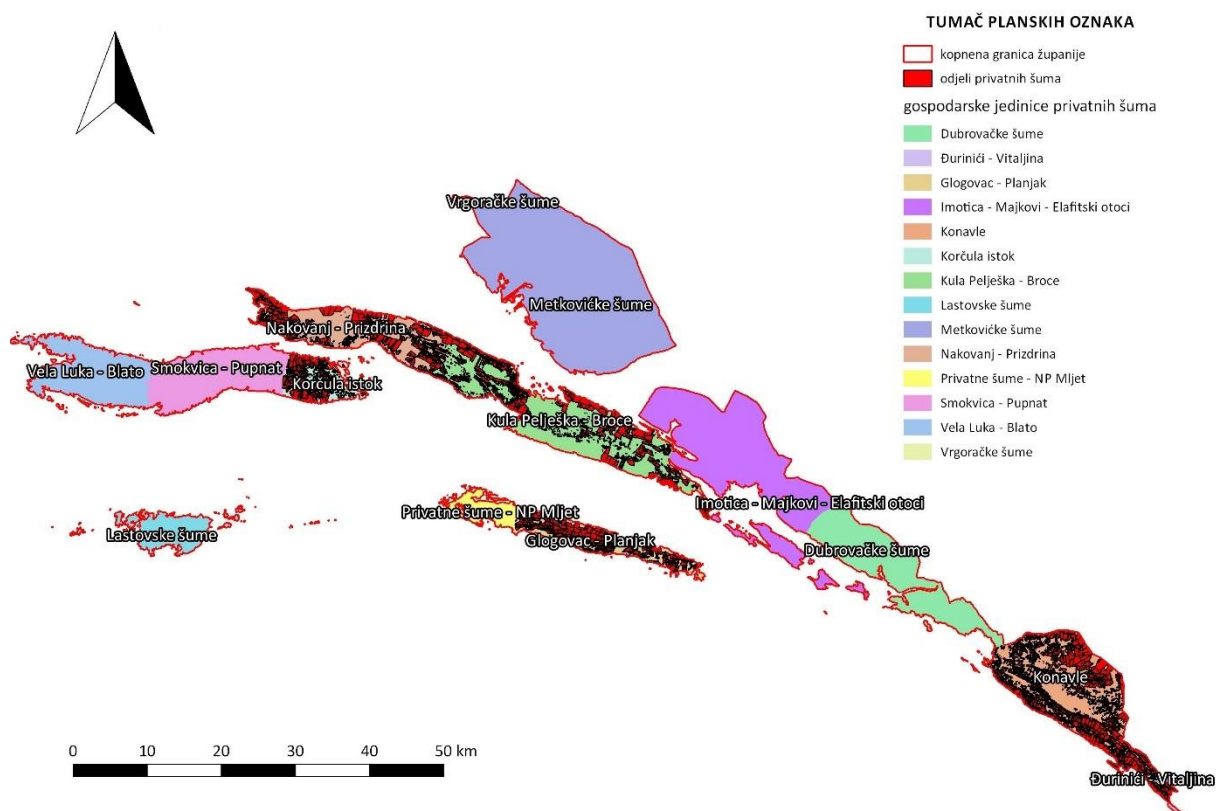 TUMAČ PLANSKIH OZNAKA
kopnena granica županije
odjeli privatnih šuma
gospodarske jedinice privatnih šuma
Dubrovačke šume
Đurinići - Vitaljina
Glogovac - Planjak
Imotica - Majkovi - Elafitski otoci
Konavle
Korčula istok
Kula Pelješka - Broce
Lastovske šume
Metkovićke šume
Nakovanj - Prizdrina
Privatne šume - NP Mljet
Smokvica - Pupnat
Vela Luka - Blato
Vrgoračke šume
Vrgoračke šume
Metkovićke šume
Nakovanj - Prizdrina
Smokvica - Pupnat
Vela Luka - Blato
Korčula istok
Kula Pelješka - Broce
Imotica - Majkovi - Elafitski otoci
Privatne šume - NP Mljet
Lastovske šume
Glogovac - Planjak
Dubrovačke šume
Konavle
Đurinići - Vitaljina
0 10 20 30 40 50 km